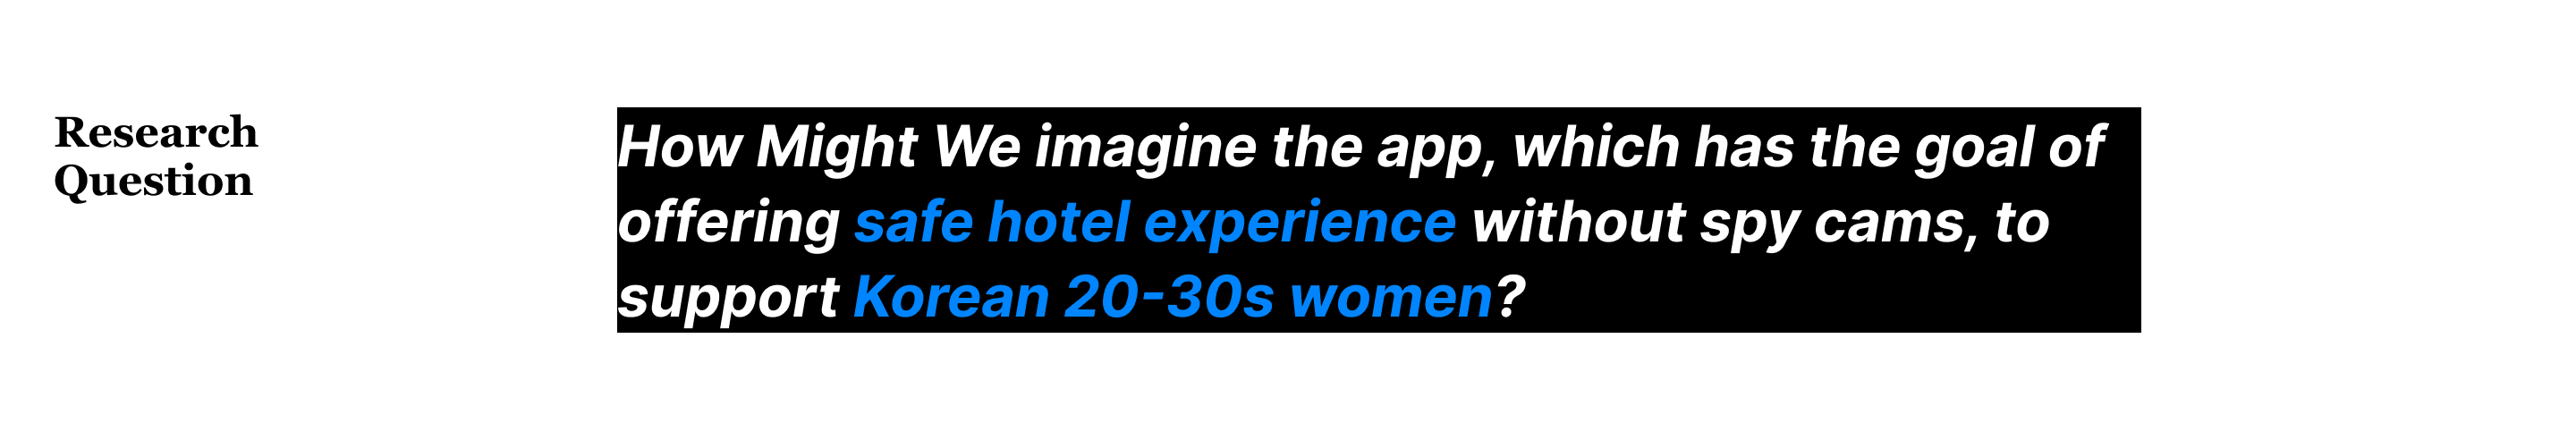 Research
Question
How Might We imagine the app, which has the goal of
offering safe hotel experience without spy cams, to
support Korean 20-30s women?